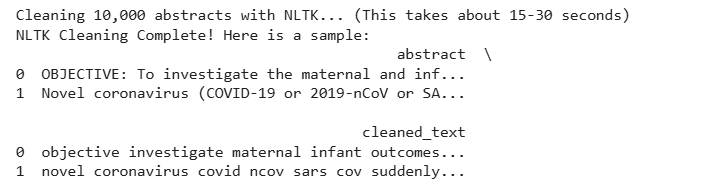 Cleaning 10,000 abstracts with NLTK... (This takes about 15-30 seconds)
NLTK Cleaning Complete! Here is a sample:
abstract \
0 OBJECTIVE: To investigate the maternal and inf...
1 Novel coronavirus (COVID-19 or 2019-nCoV or SA...
cleaned_text
0 objective investigate maternal infant outcomes...
1 novel coronavirus covid ncov sars cov suddenly...